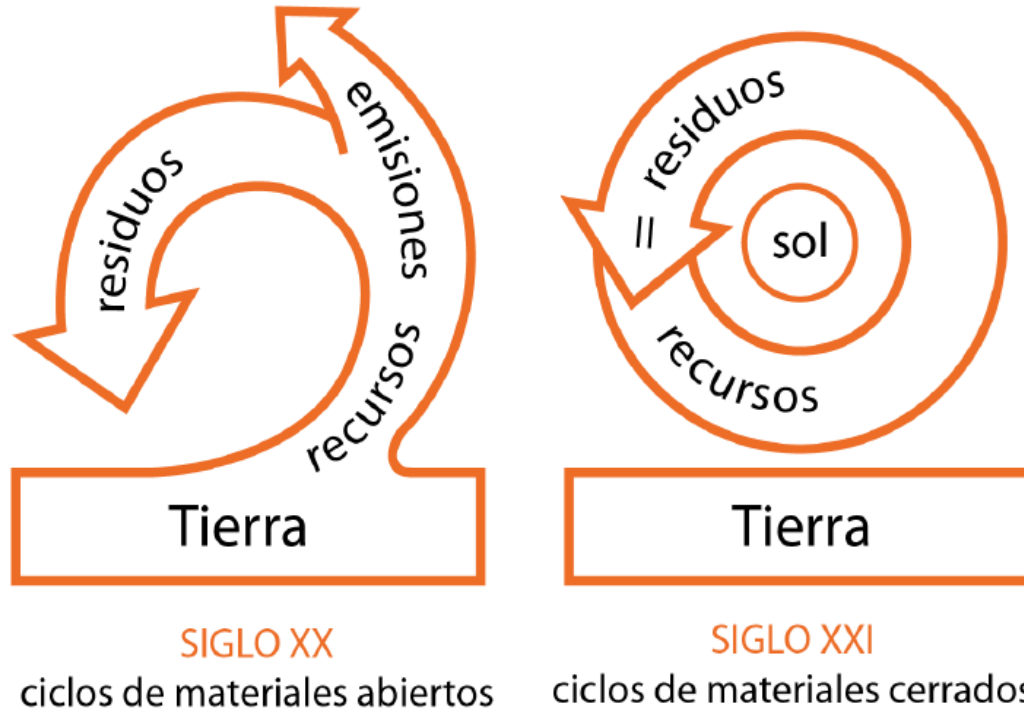 emisiones
residuos
recursos
Tierra
SIGLO XX
ciclos de materiales abiertos
residuos
=
sol
recursos
Tierra
SIGLO XXI
ciclos de materiales cerrados